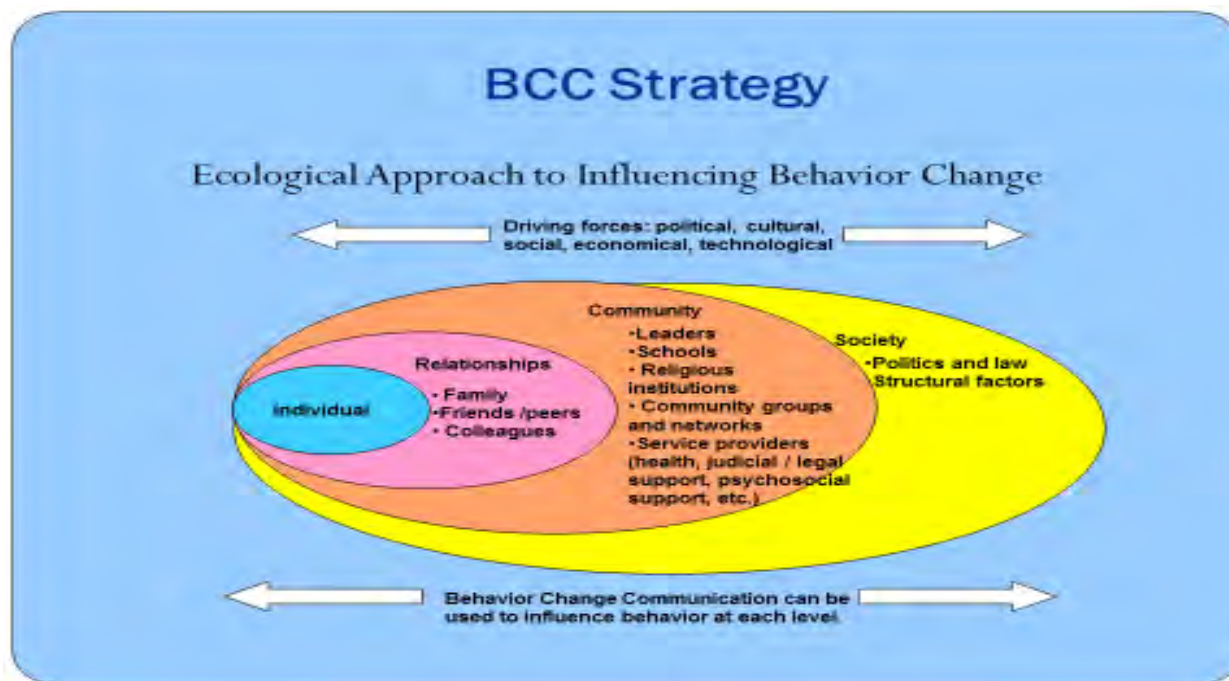 BCC Strategy
Ecological Approach to Influencing Behavior Change
Driving forces: political, cultural,
social, economical, technological
Community
•Leaders
•Schools
• Religious
institutions
• Community groups
and networks
•Service providers
(health, judicial / legal
support, psychosocial
support, etc.)
Society
•Politics and law
•Structural factors
Relationships
• Family
•Friends /peers
• Colleagues
individual
Behavior Change Communication can be
used to influence behavior at each level.